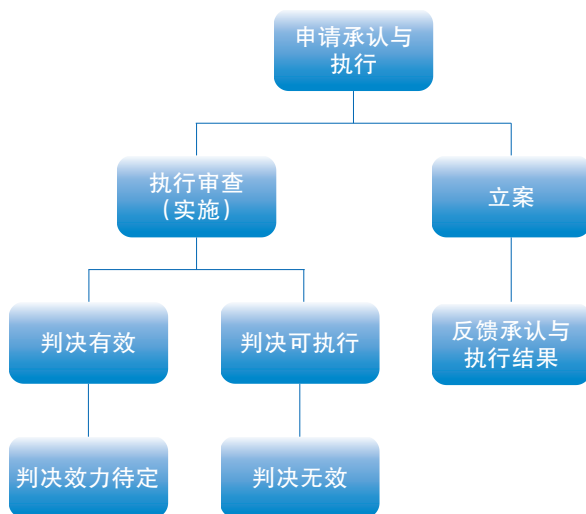 申请承认与
执行
执行审查
（实施）
立案
判决有效
判决可执行
反馈承认与
执行结果
判决效力待定
判决无效